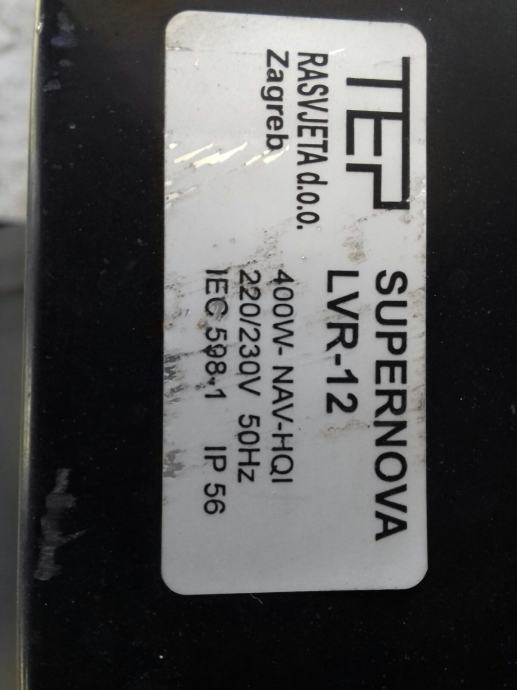 TEP
RASVJETA d.o.o.
Zagreb
SUPERNOVA
LVR-12
400W- NAV-HQI
220/230V 50Hz
IEC 598-1 IP 56